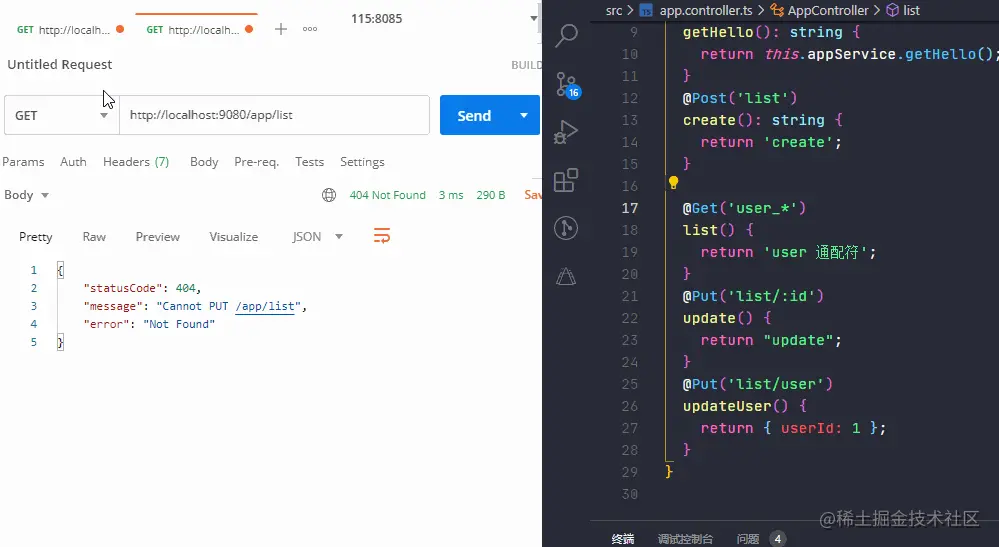 115:8085
GET http://localh...
GET http://localh...
Untitled Request
BUILD
GET
http://localhost:9080/app/list
Send
Params Auth Headers (7) Body Pre-req. Tests Settings
Body
404 Not Found 3 ms 290 B Sav
Pretty Raw Preview Visualize JSON
1 {
2 "statusCode": 404,
3 "message": "Cannot PUT /app/list",
4 "error": "Not Found"
5 }
16
src > app.controller.ts > AppController > list
9 getHello(): string {
10 return this.appService.getHello();
11 }
12 @Post('list')
13 create(): string {
14 return 'create';
15 }
16
17 @Get('user_*')
18 list() {
19 return 'user 通配符';
20 }
21 @Put('list/:id')
22 update() {
23 return "update";
24 }
25 @Put('list/user')
26 updateUser() {
27 return { userId: 1 };
28 }
29 }
30
@稀土掘金技术社区
终端 调试控制台 问题 4